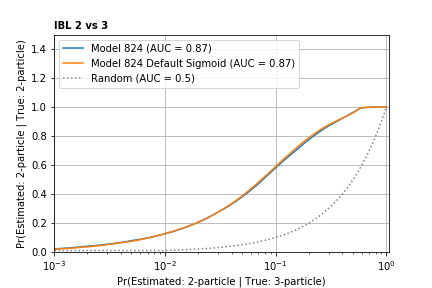 IBL 2 vs 3
Model 824 (AUC = 0.87)
Model 824 Default Sigmoid (AUC = 0.87)
Random (AUC = 0.5)
Pr(Estimated: 2-particle | True: 2-particle)
1.4
1.2
1.0
0.8
0.6
0.4
0.2
0.0
10⁻³
10⁻²
10⁻¹
10⁰
Pr(Estimated: 2-particle | True: 3-particle)